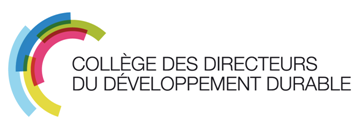 COLLÈGE DES DIRECTEURS
DU DÉVELOPPEMENT DURABLE